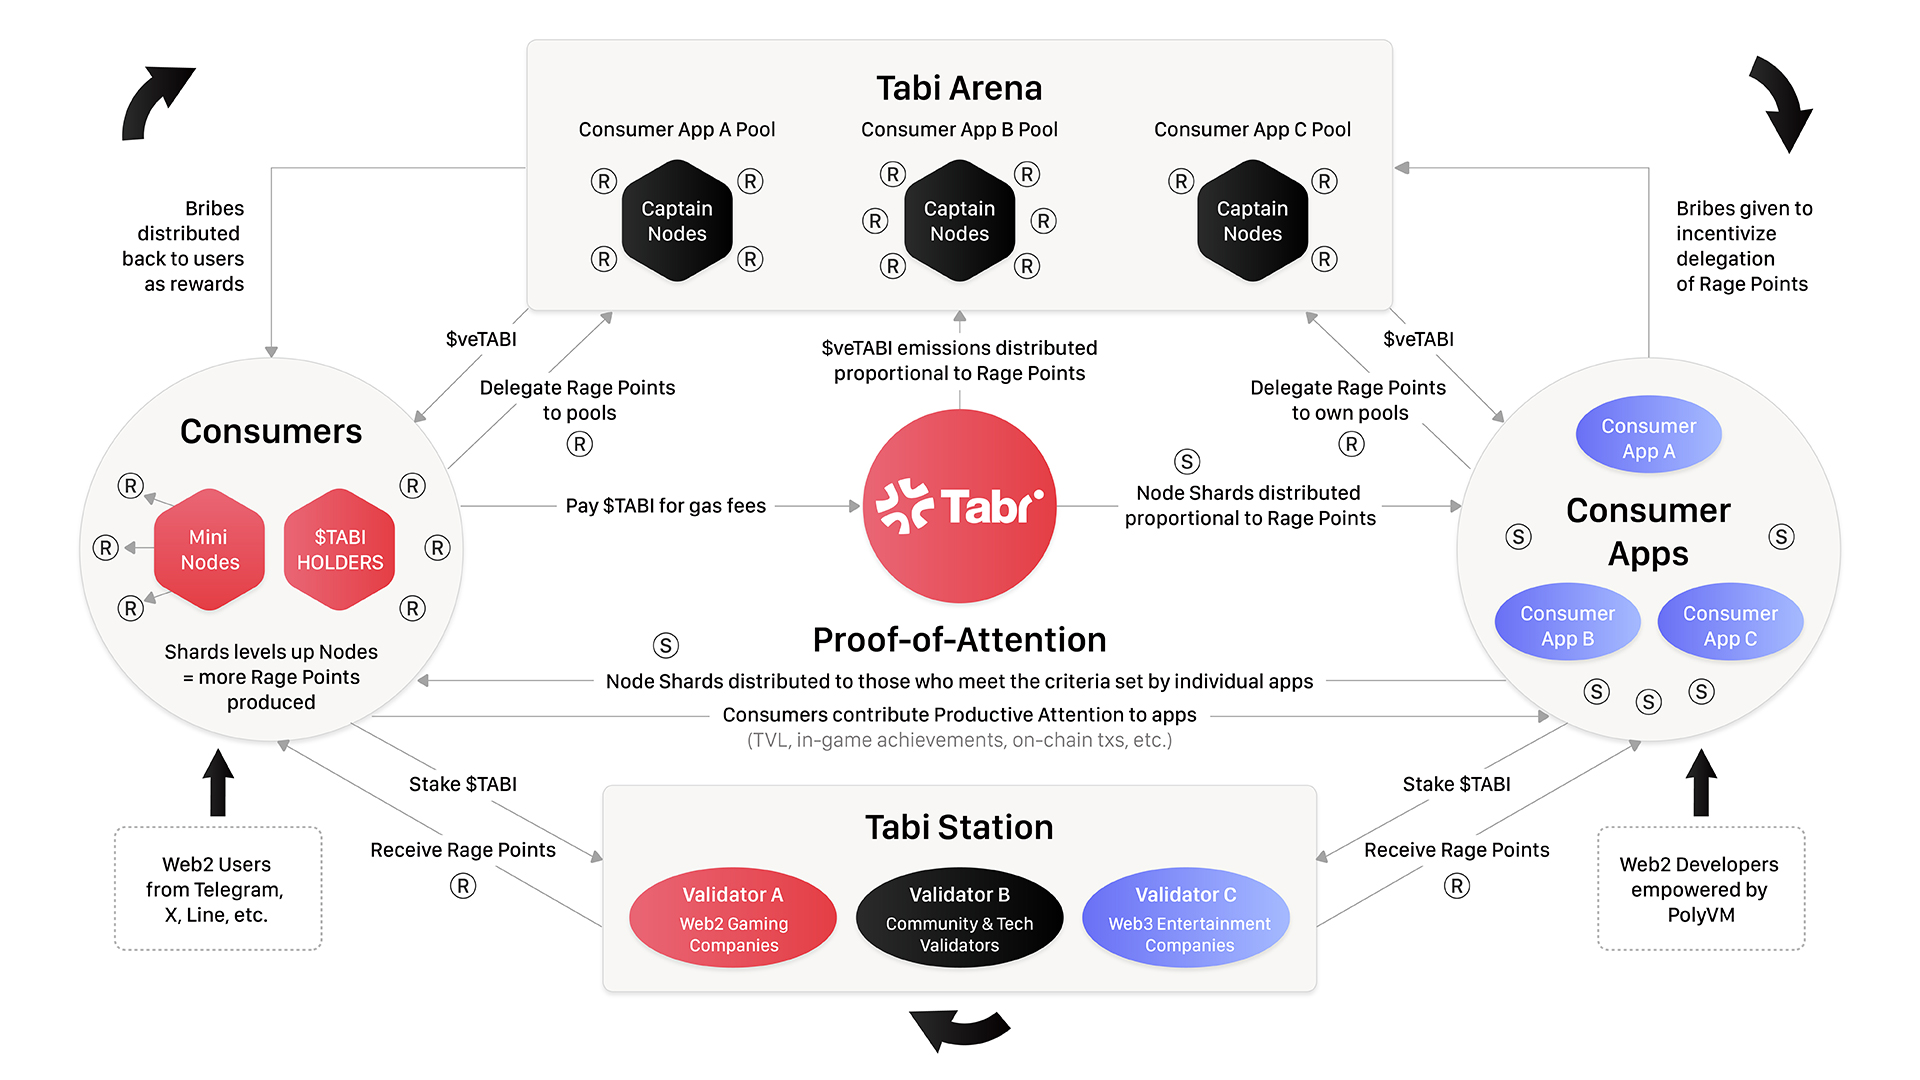 Tabi Arena
Consumer App A Pool
Consumer App B Pool
Consumer App C Pool
R
R
Captain
Nodes
R
R
R
R
R
Captain
Nodes
R
R
R
R
R
Captain
Nodes
R
Bribes
distributed
back to users
as rewards
Bribes given to
incentivize
delegation
of Rage Points
$veTABI
Delegate Rage Points
to pools
R
$veTABI emissions distributed
proportional to Rage Points
$veTABI
Delegate Rage Points
to own pools
R
Consumers
R
R
R
Mini
Nodes
$TABI
HOLDERS
R
R
R
Shards levels up Nodes
= more Rage Points
produced
Pay $TABI for gas fees
Tabi
S
Node Shards distributed
proportional to Rage Points
Consumer
App A
Consumer
Apps
S
S
Consumer
App B
Consumer
App C
S
S
S
Proof-of-Attention
S
Node Shards distributed to those who meet the criteria set by individual apps
Consumers contribute Productive Attention to apps
(TVL, in-game achievements, on-chain txs, etc.)
Stake $TABI
Receive Rage Points
R
Stake $TABI
Receive Rage Points
R
Web2 Users
from Telegram,
X, Line, etc.
Tabi Station
Validator A
Web2 Gaming
Companies
Validator B
Community & Tech
Validators
Validator C
Web3 Entertainment
Companies
Web2 Developers
empowered by
PolyVM